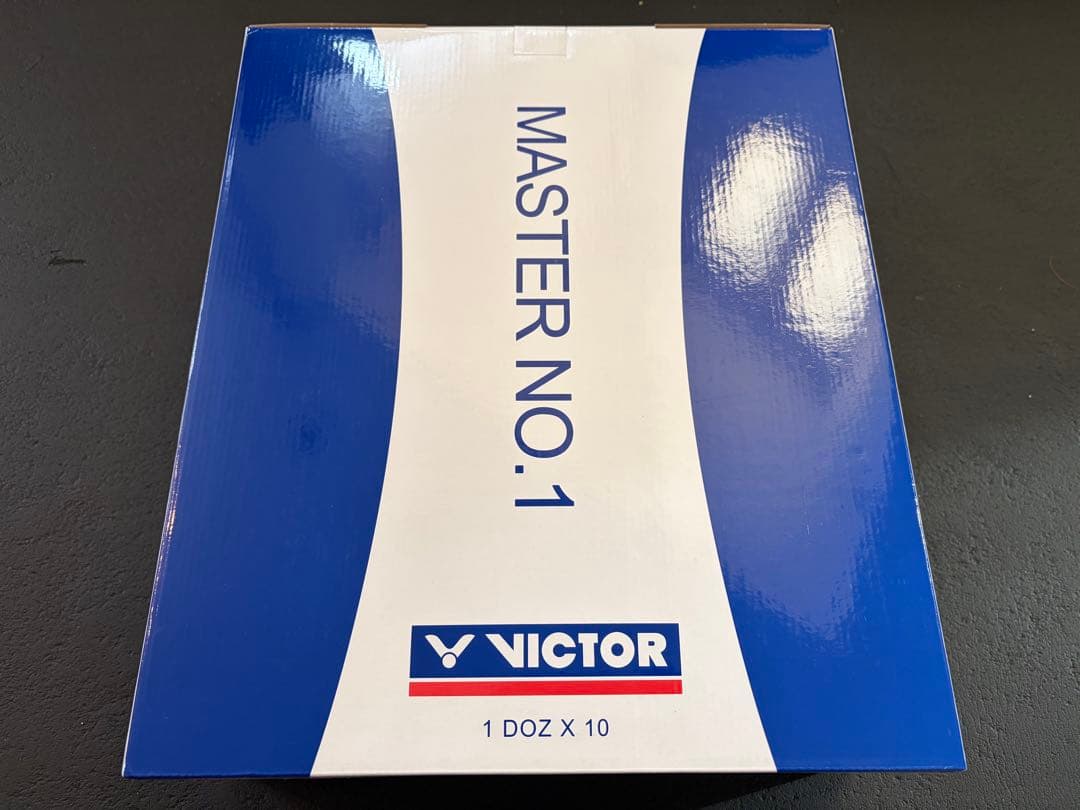 MASTER NO.1
VICTOR
1 DOZ X 10